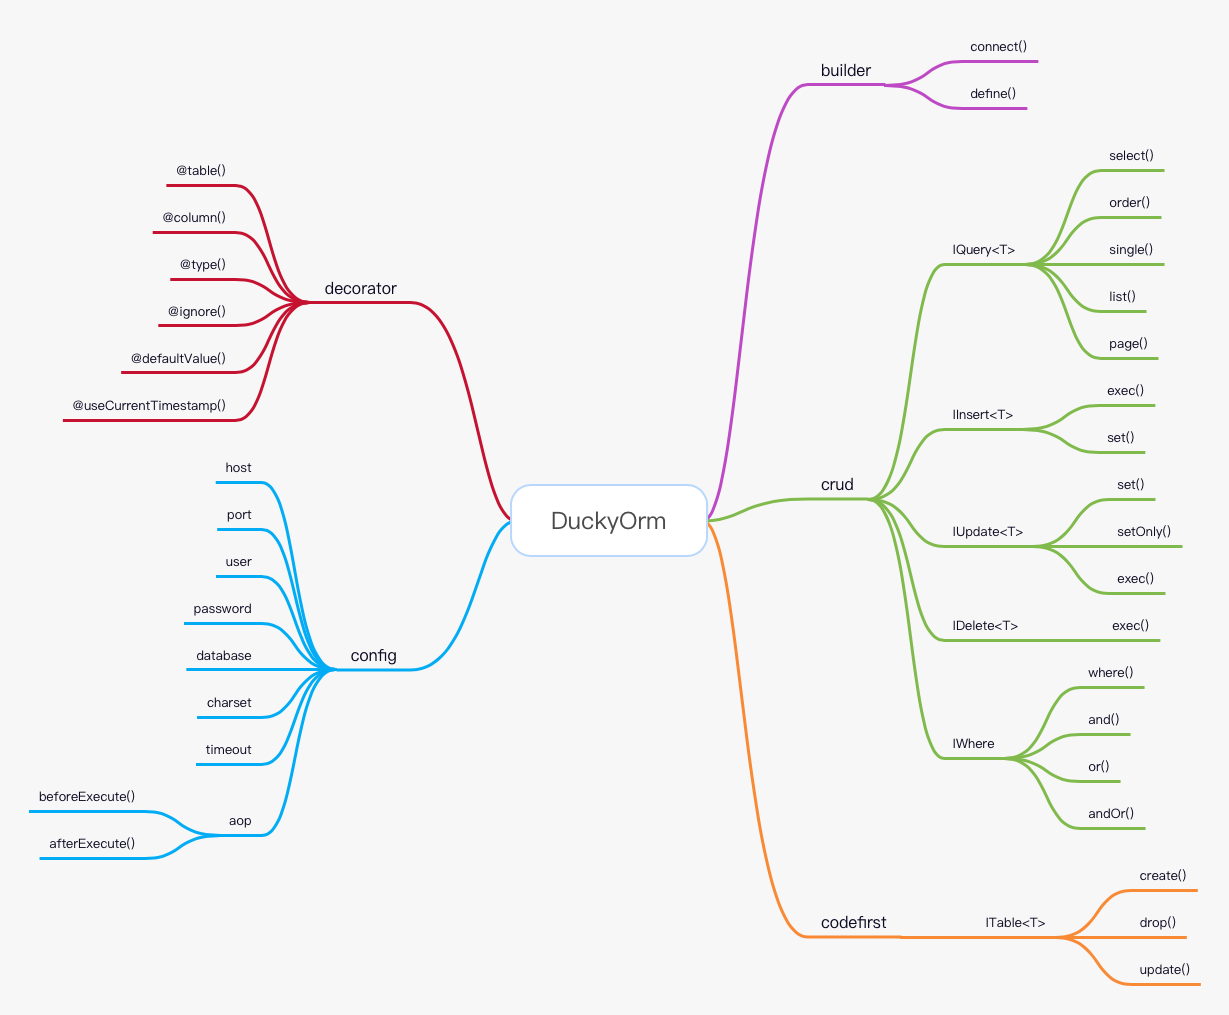 DuckyOrm
builder
connect()
define()
crud
IQuery<T>
select()
order()
single()
list()
page()
IInsert<T>
exec()
set()
IUpdate<T>
set()
setOnly()
exec()
IDelete<T>
exec()
IWhere
where()
and()
or()
andOr()
codefirst
ITable<T>
create()
drop()
update()
decorator
@table()
@column()
@type()
@ignore()
@defaultValue()
@useCurrentTimestamp()
config
host
port
user
password
database
charset
timeout
aop
beforeExecute()
afterExecute()